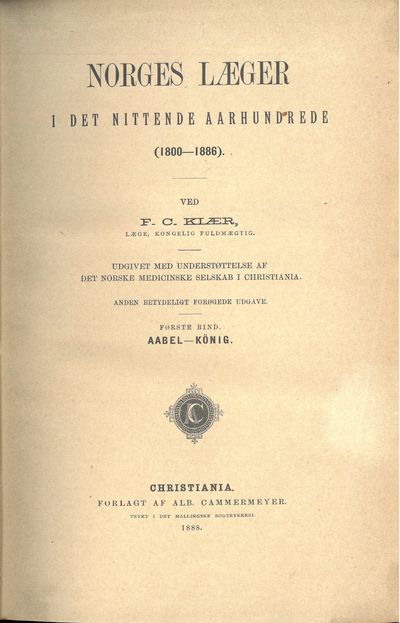 NORGES LÆGER
I DET NITTENDE AARHUNDREDE
(1800—1886).
VED
F. C. KIÆR,
LÆGE, KONGELIG FULDMÆGTIG.
UDGIVET MED UNDERSTØTTELSE AF
DET NORSKE MEDICINSKE SELSKAB I CHRISTIANIA.
ANDEN BETYDELIGT FORØGEDE UDGAVE.
FØRSTE BIND.
AABEL—KÖNIG.
CHRISTIANIA.
FORLAGT AF ALB. CAMMERMEYER.
TRYKT I DET MALLINGSKE BOGTRYKKERI.
1888.